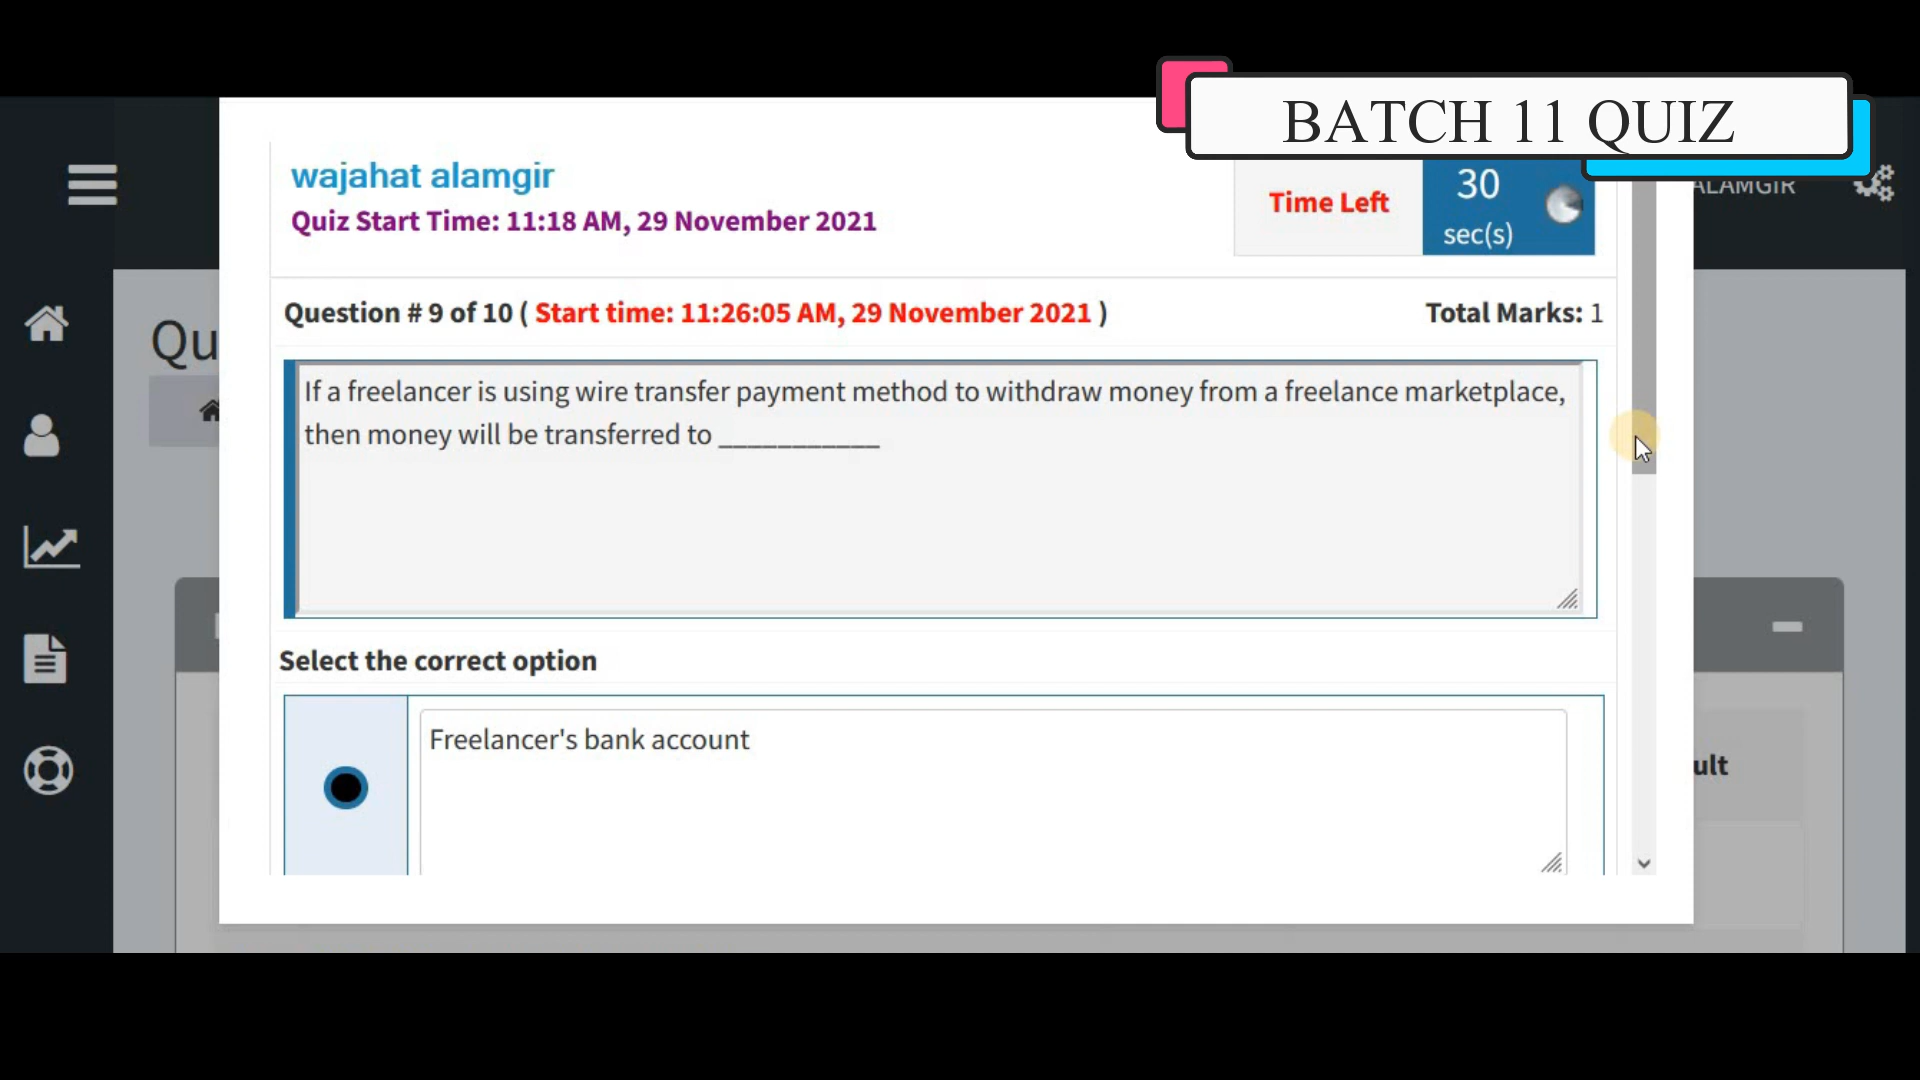 BATCH 11 QUIZ
wajahat alamgir
ALAMGIR
Quiz Start Time: 11:18 AM, 29 November 2021
Time Left
30
sec(s)
Question # 9 of 10 ( Start time: 11:26:05 AM, 29 November 2021 )
Total Marks: 1
Qu
If a freelancer is using wire transfer payment method to withdraw money from a freelance marketplace,
then money will be transferred to ___________
Select the correct option
Freelancer's bank account
ult